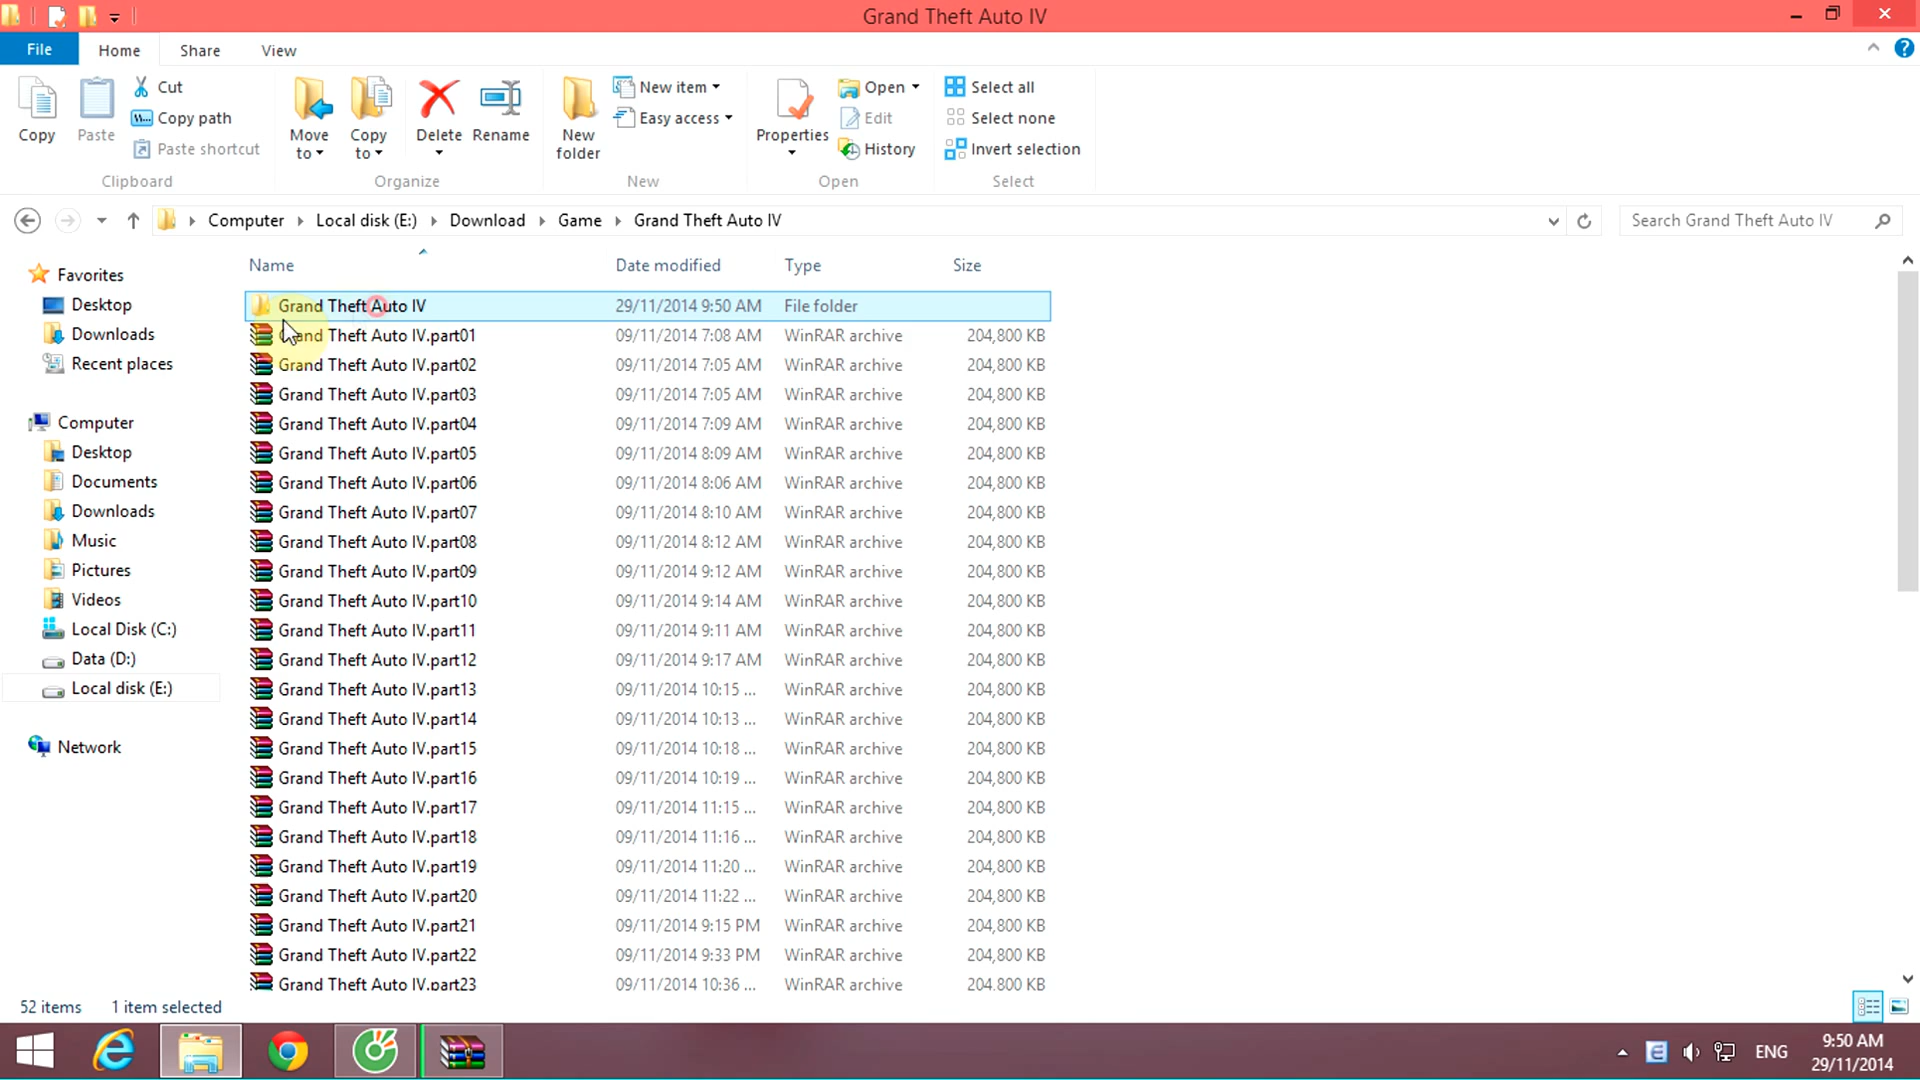 Grand Theft Auto IV
File Home Share View
Copy
Paste
Cut
Copy path
Paste shortcut
Clipboard
Move to
Copy to
Delete
Rename
Organize
New folder
New item
Easy access
New
Properties
Open
Edit
History
Open
Select all
Select none
Invert selection
Select
Computer Local disk (E:) Download Game Grand Theft Auto IV
Search Grand Theft Auto IV
Favorites
Desktop
Downloads
Recent places
Computer
Desktop
Documents
Downloads
Music
Pictures
Videos
Local Disk (C:)
Data (D:)
Local disk (E:)
Network
Name Date modified Type Size
Grand Theft Auto IV 29/11/2014 9:50 AM File folder
Grand Theft Auto IV.part01 09/11/2014 7:08 AM WinRAR archive 204,800 KB
Grand Theft Auto IV.part02 09/11/2014 7:05 AM WinRAR archive 204,800 KB
Grand Theft Auto IV.part03 09/11/2014 7:05 AM WinRAR archive 204,800 KB
Grand Theft Auto IV.part04 09/11/2014 7:09 AM WinRAR archive 204,800 KB
Grand Theft Auto IV.part05 09/11/2014 8:09 AM WinRAR archive 204,800 KB
Grand Theft Auto IV.part06 09/11/2014 8:06 AM WinRAR archive 204,800 KB
Grand Theft Auto IV.part07 09/11/2014 8:10 AM WinRAR archive 204,800 KB
Grand Theft Auto IV.part08 09/11/2014 8:12 AM WinRAR archive 204,800 KB
Grand Theft Auto IV.part09 09/11/2014 9:12 AM WinRAR archive 204,800 KB
Grand Theft Auto IV.part10 09/11/2014 9:14 AM WinRAR archive 204,800 KB
Grand Theft Auto IV.part11 09/11/2014 9:11 AM WinRAR archive 204,800 KB
Grand Theft Auto IV.part12 09/11/2014 9:17 AM WinRAR archive 204,800 KB
Grand Theft Auto IV.part13 09/11/2014 10:15 ... WinRAR archive 204,800 KB
Grand Theft Auto IV.part14 09/11/2014 10:13 ... WinRAR archive 204,800 KB
Grand Theft Auto IV.part15 09/11/2014 10:18 ... WinRAR archive 204,800 KB
Grand Theft Auto IV.part16 09/11/2014 10:19 ... WinRAR archive 204,800 KB
Grand Theft Auto IV.part17 09/11/2014 11:15 ... WinRAR archive 204,800 KB
Grand Theft Auto IV.part18 09/11/2014 11:16 ... WinRAR archive 204,800 KB
Grand Theft Auto IV.part19 09/11/2014 11:20 ... WinRAR archive 204,800 KB
Grand Theft Auto IV.part20 09/11/2014 11:22 ... WinRAR archive 204,800 KB
Grand Theft Auto IV.part21 09/11/2014 9:15 PM WinRAR archive 204,800 KB
Grand Theft Auto IV.part22 09/11/2014 9:33 PM WinRAR archive 204,800 KB
Grand Theft Auto IV.part23 09/11/2014 10:36 ... WinRAR archive 204,800 KB
52 items 1 item selected
ENG
9:50 AM
29/11/2014